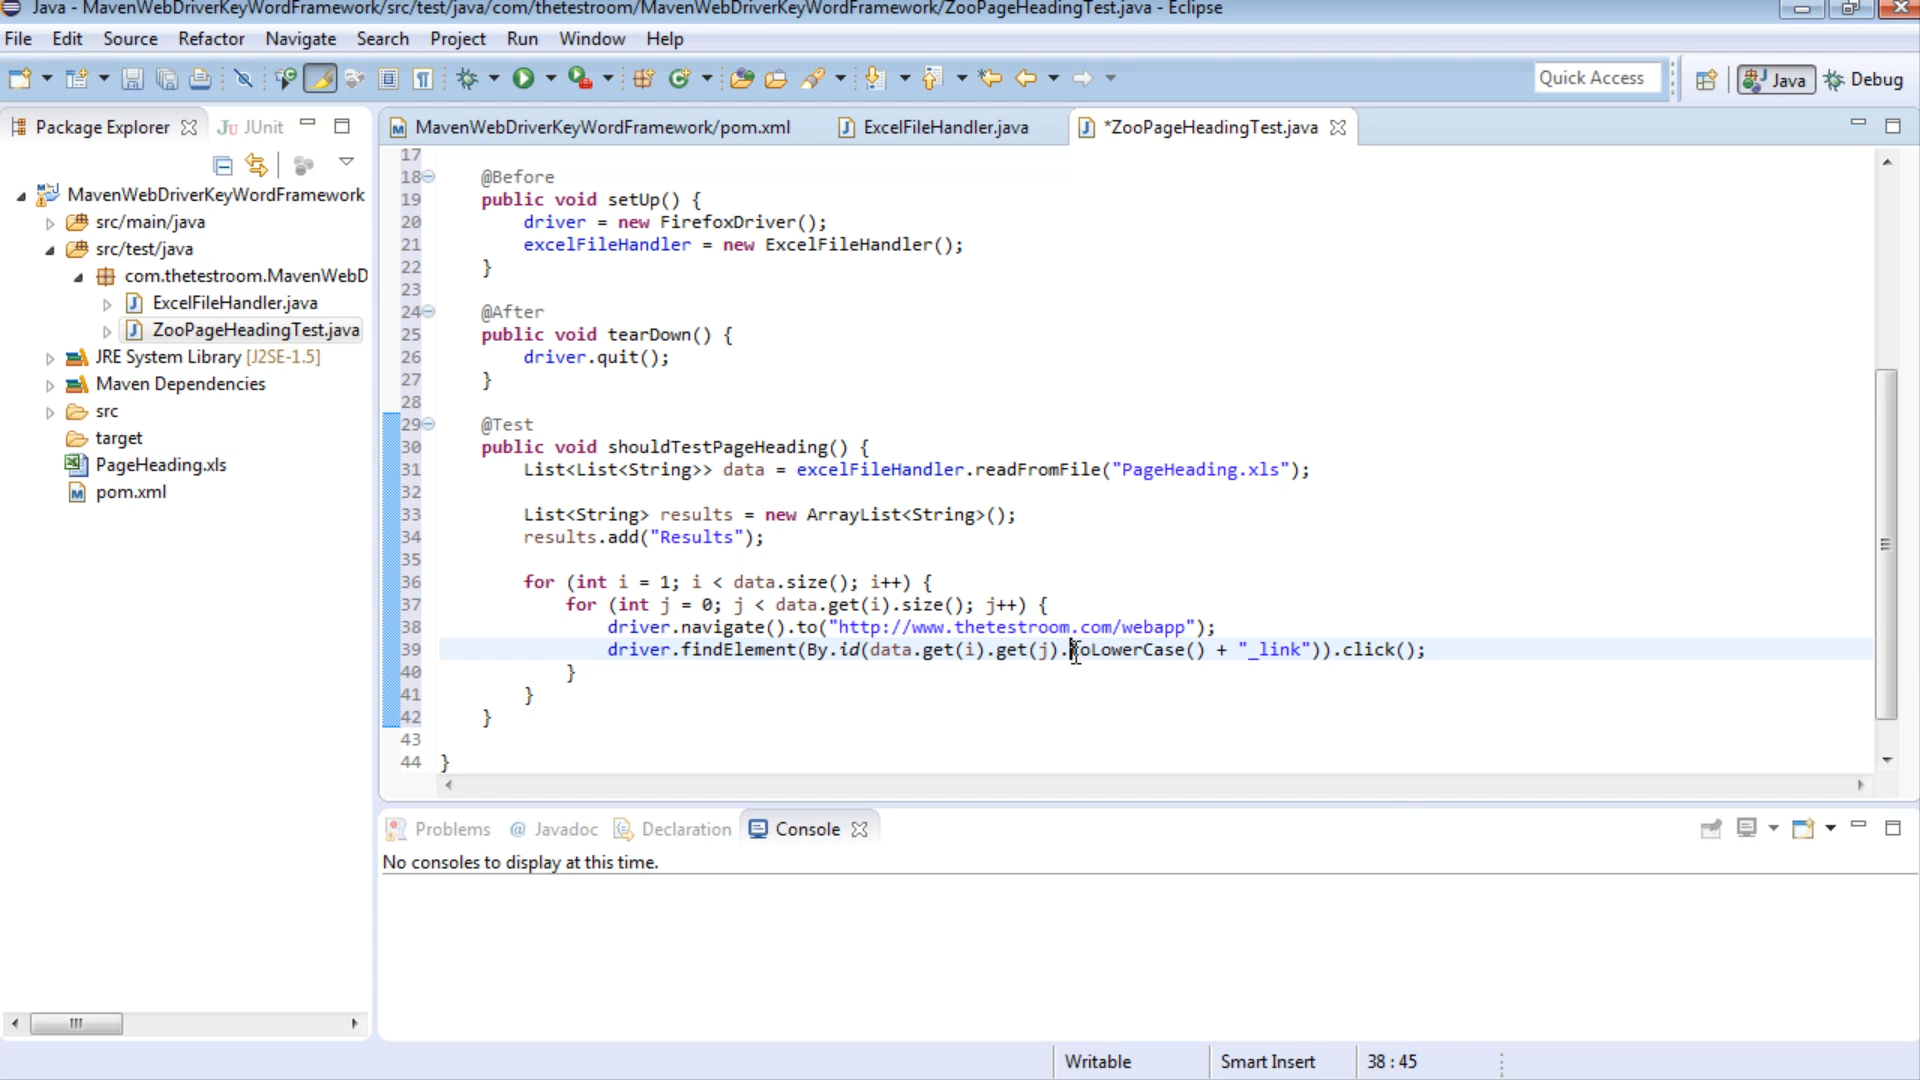 Java - MavenWebDriverKeyWordFramework/src/test/java/com/thetestroom/MavenWebDriverKeyWordFramework/ZooPageHeadingTest.java - Eclipse
File Edit Source Refactor Navigate Search Project Run Window Help
Quick Access Java Debug
Package Explorer JUnit
MavenWebDriverKeyWordFramework/pom.xml ExcelFileHandler.java *ZooPageHeadingTest.java
MavenWebDriverKeyWordFramework
src/main/java
src/test/java
com.thetestroom.MavenWebD
ExcelFileHandler.java
ZooPageHeadingTest.java
JRE System Library [J2SE-1.5]
Maven Dependencies
src
target
PageHeading.xls
pom.xml
17
18 @Before
19 public void setUp() {
20 driver = new FirefoxDriver();
21 excelFileHandler = new ExcelFileHandler();
22 }
23
24 @After
25 public void tearDown() {
26 driver.quit();
27 }
28
29 @Test
30 public void shouldTestPageHeading() {
31 List<List<String>> data = excelFileHandler.readFromFile("PageHeading.xls");
32
33 List<String> results = new ArrayList<String>();
34 results.add("Results");
35
36 for (int i = 1; i < data.size(); i++) {
37 for (int j = 0; j < data.get(i).size(); j++) {
38 driver.navigate().to("http://www.thetestroom.com/webapp");
39 driver.findElement(By.id(data.get(i).get(j).toLowerCase() + "_link")).click();
40 }
41 }
42 }
43
44 }
Problems @ Javadoc Declaration Console
No consoles to display at this time.
Writable Smart Insert 38 : 45